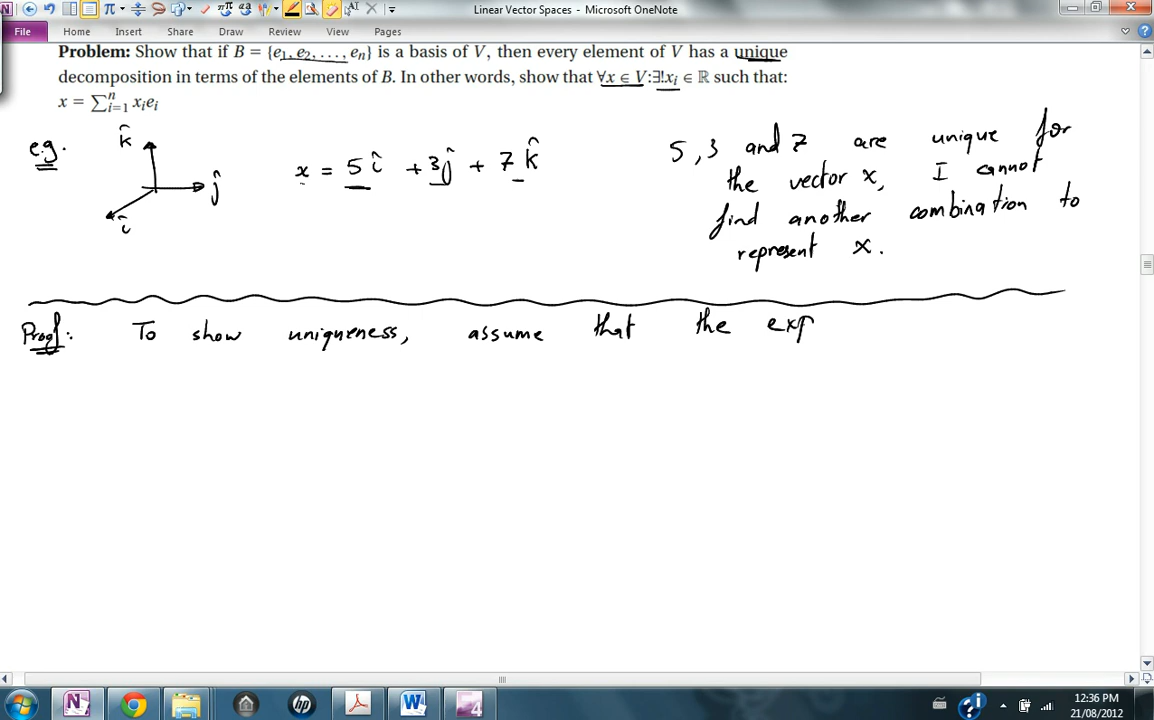 Linear Vector Spaces - Microsoft OneNote
File Home Insert Share Draw Review View Pages
Problem: Show that if B = {e₁, e₂, . . . , eₙ} is a basis of V, then every element of V has a unique
decomposition in terms of the elements of B. In other words, show that ∀x ∈ V:∃!xᵢ ∈ ℝ such that:
x = ∑ⁿᵢ₌₁ xᵢeᵢ
e.g.
k̂
ĵ
î
x = 5 î + 3ĵ + 7 k̂
5, 3 and 7 are unique for
the vector x, I cannot
find another combination to
represent x.
Proof: To show uniqueness, assume that the exp
12:36 PM
21/08/2012